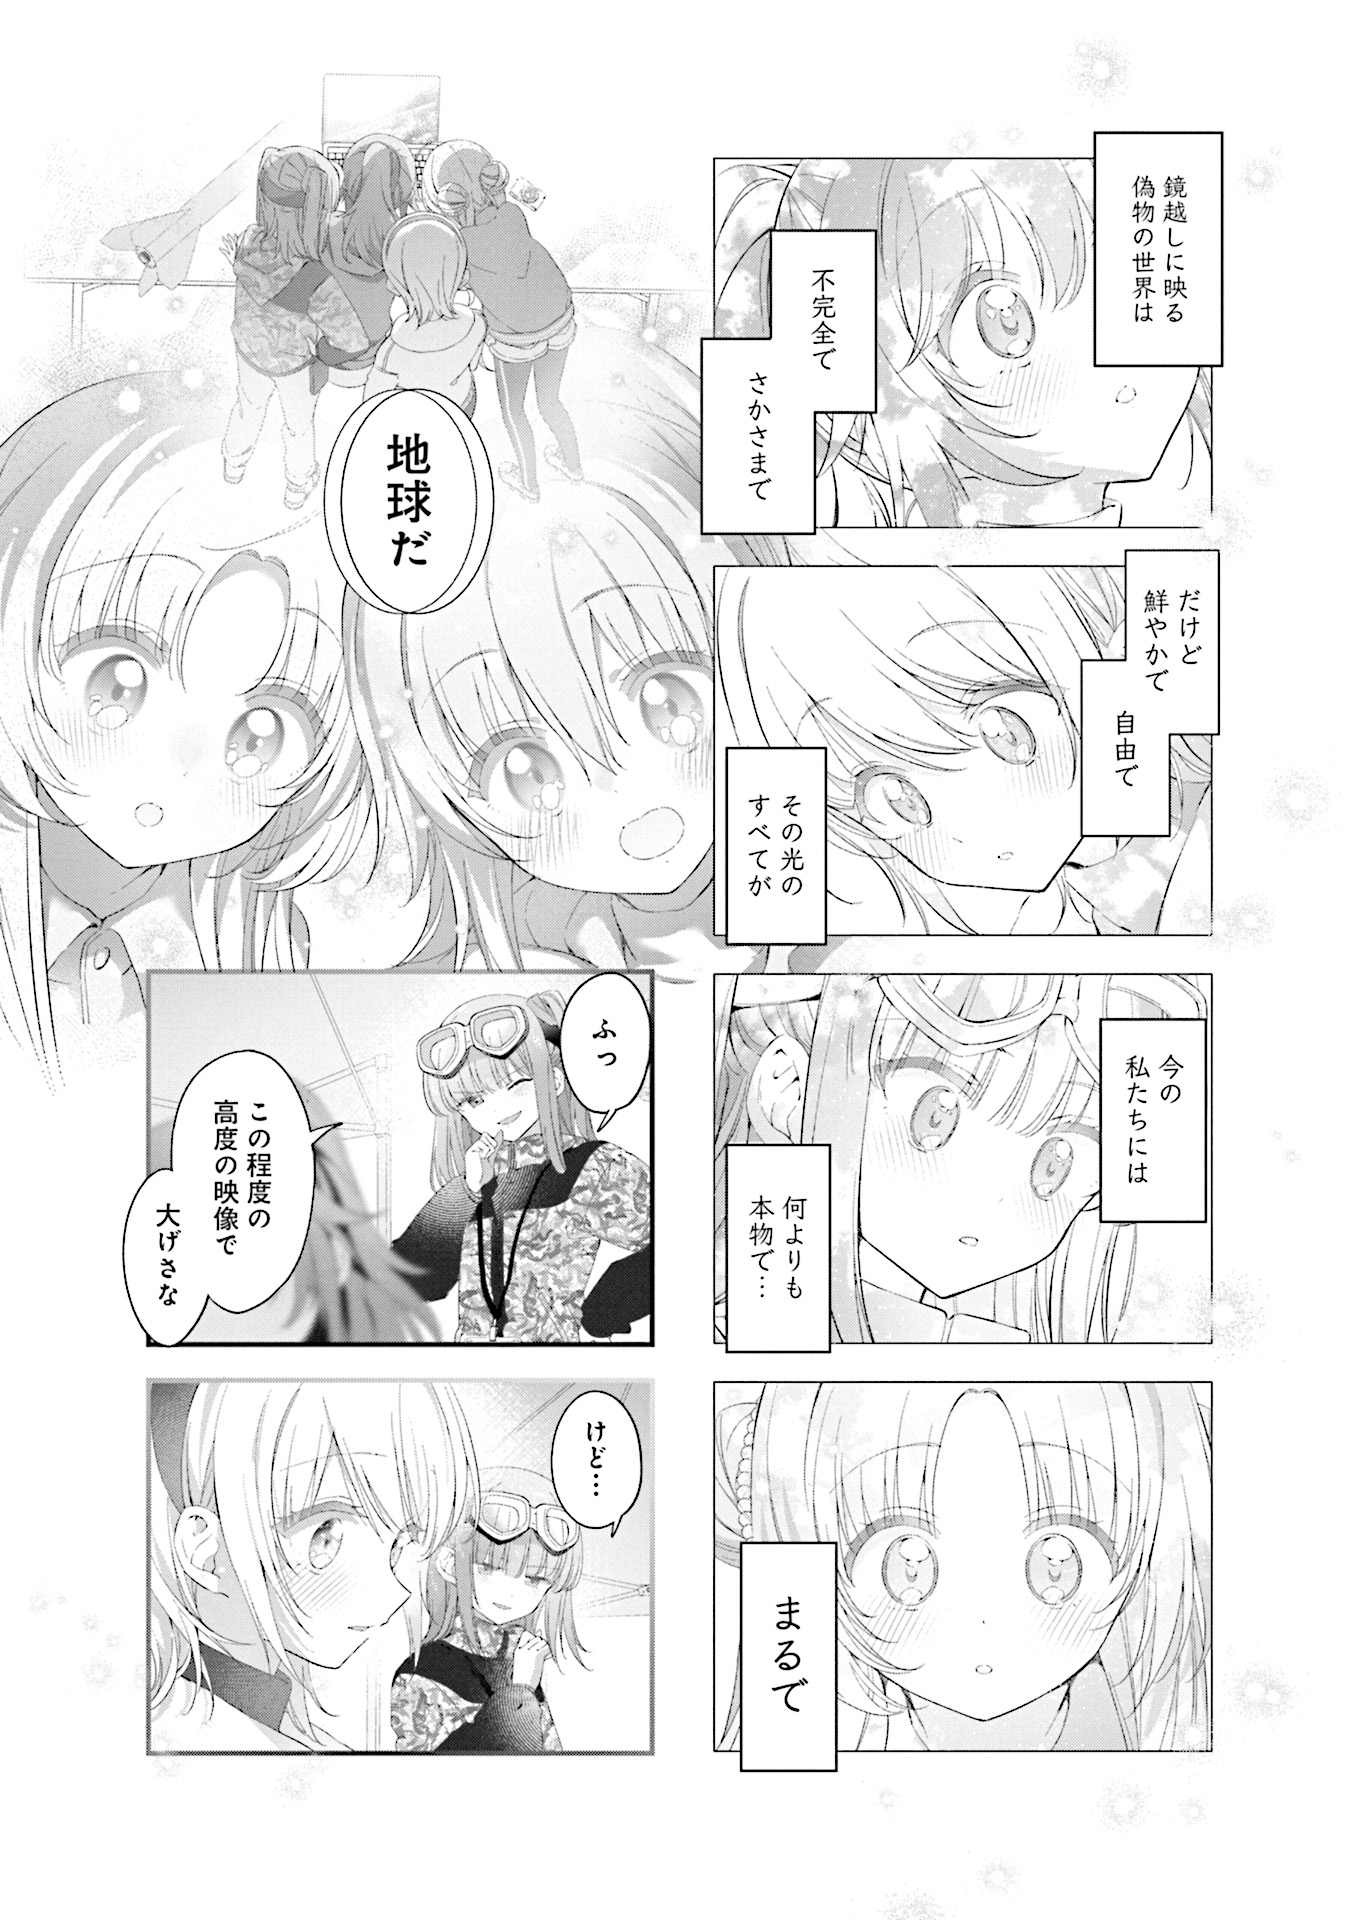 鏡越しに映る
偽物の世界は
不完全で
さかさまで
だけど
鮮やかで
自由で
その光の
すべてが
今の
私たちには
何よりも
本物で…
まるで
地球だ
ふっ
この程度の
高度の映像で
大げさな
けど…